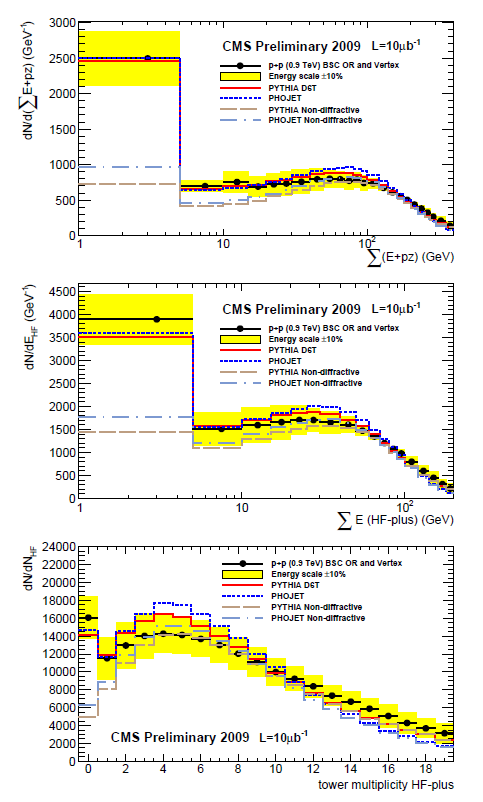 dN/d(∑E+pz) (GeV⁻¹)
3000
2500
2000
1500
1000
500
0
CMS Preliminary 2009 L=10μb⁻¹
p+p (0.9 TeV) BSC OR and Vertex
Energy scale ±10%
PYTHIA D6T
PHOJET
PYTHIA Non-diffractive
PHOJET Non-diffractive
1 10 10²
∑(E+pz) (GeV)
dN/dE_HF (GeV⁻¹)
4500
4000
3500
3000
2500
2000
1500
1000
500
0
CMS Preliminary 2009 L=10μb⁻¹
p+p (0.9 TeV) BSC OR and Vertex
Energy scale ±10%
PYTHIA D6T
PHOJET
PYTHIA Non-diffractive
PHOJET Non-diffractive
1 10 10²
∑ E (HF-plus) (GeV)
dN/dN_HF
24000
22000
20000
18000
16000
14000
12000
10000
8000
6000
4000
2000
0
p+p (0.9 TeV) BSC OR and Vertex
Energy scale ±10%
PYTHIA D6T
PHOJET
PYTHIA Non-diffractive
PHOJET Non-diffractive
CMS Preliminary 2009 L=10μb⁻¹
0 2 4 6 8 10 12 14 16 18
tower multiplicity HF-plus